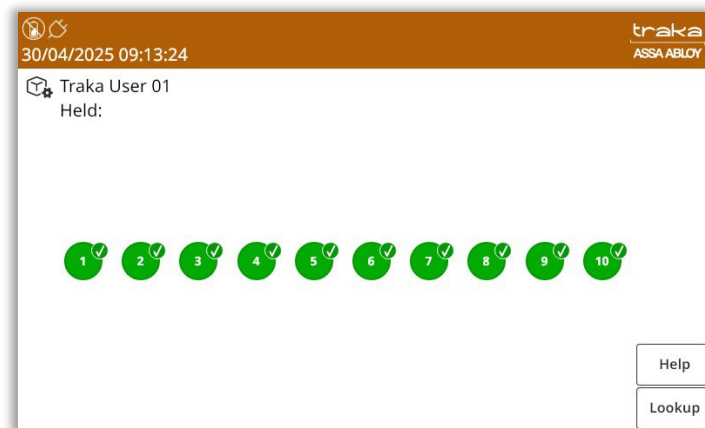 30/04/2025 09:13:24
traka
ASSA ABLOY
Traka User 01
Held:
1 2 3 4 5 6 7 8 9 10
Help
Lookup